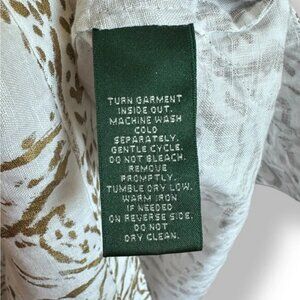 TURN GARMENT
INSIDE OUT.
MACHINE WASH
COLD
SEPARATELY.
GENTLE CYCLE.
DO NOT BLEACH.
REMOVE
PROMPTLY.
TUMBLE DRY LOW.
WARM IRON
IF NEEDED
ON REVERSE SIDE.
DO NOT
DRY CLEAN.